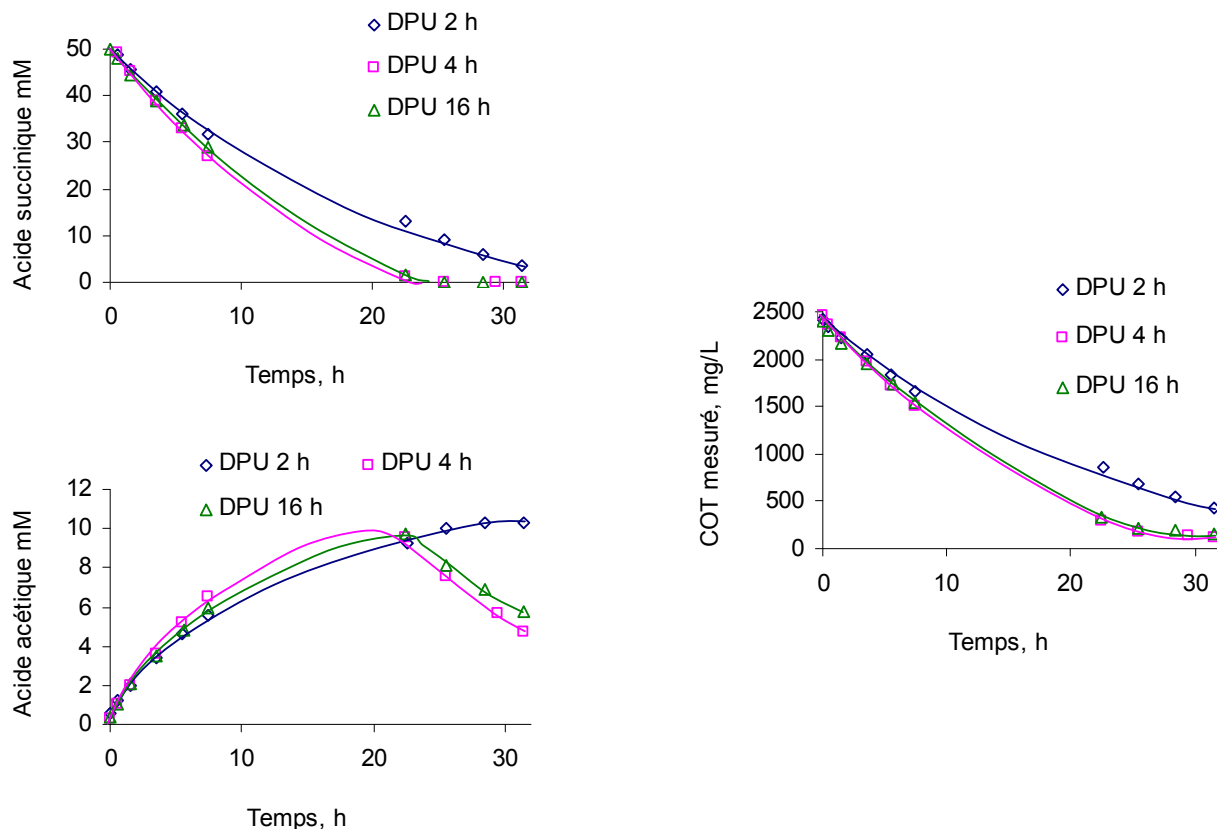 DPU 2 h
DPU 4 h
DPU 16 h
Acide succinique mM
50
40
30
20
10
0
0 10 20 30
Temps, h
DPU 2 h DPU 4 h
DPU 16 h
Acide acétique mM
12
10
8
6
4
2
0
0 10 20 30
Temps, h
DPU 2 h
DPU 4 h
DPU 16 h
COT mesuré, mg/L
2500
2000
1500
1000
500
0
0 10 20 30
Temps, h